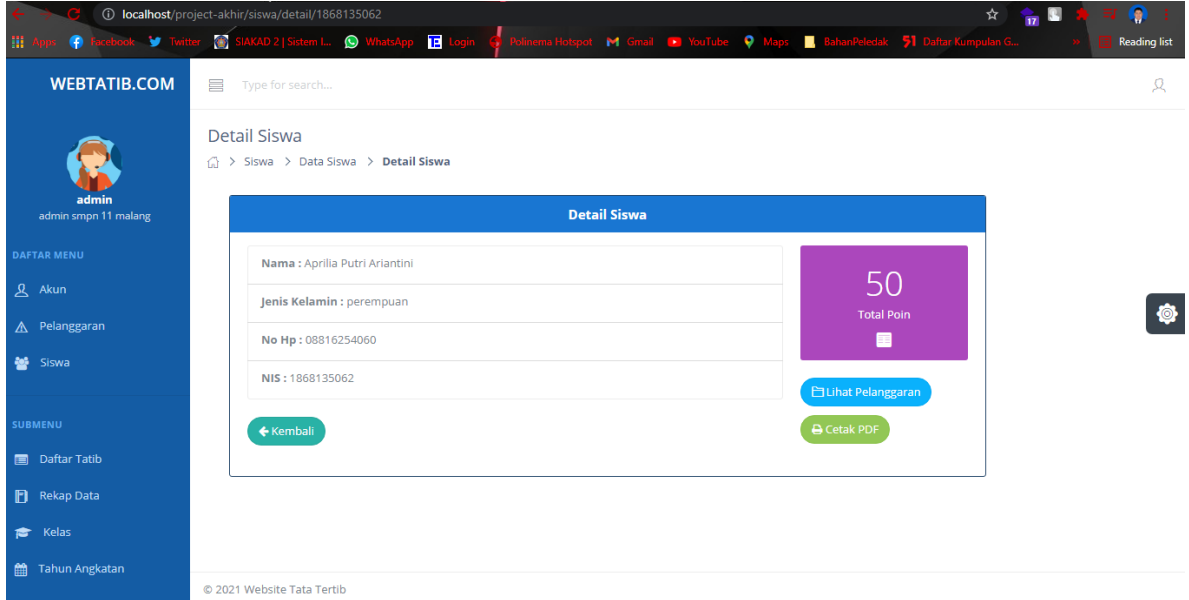 localhost/project-akhir/siswa/detail/1868135062
17
Apps Facebook Twitter SIAKAD 2 | Sistem I... WhatsApp Login Polinema Hotspot Gmail YouTube Maps BahanPeledak 51 Daftar Kumpulan G... » Reading list
WEBTATIB.COM
Type for search...
admin
admin smpn 11 malang
DAFTAR MENU
Akun
Pelanggaran
Siswa
SUBMENU
Daftar Tatib
Rekap Data
Kelas
Tahun Angkatan
Detail Siswa
> Siswa > Data Siswa > Detail Siswa
Detail Siswa
Nama : Aprilia Putri Ariantini
Jenis Kelamin : perempuan
No Hp : 08816254060
NIS : 1868135062
Kembali
50
Total Poin
Lihat Pelanggaran
Cetak PDF
© 2021 Website Tata Tertib